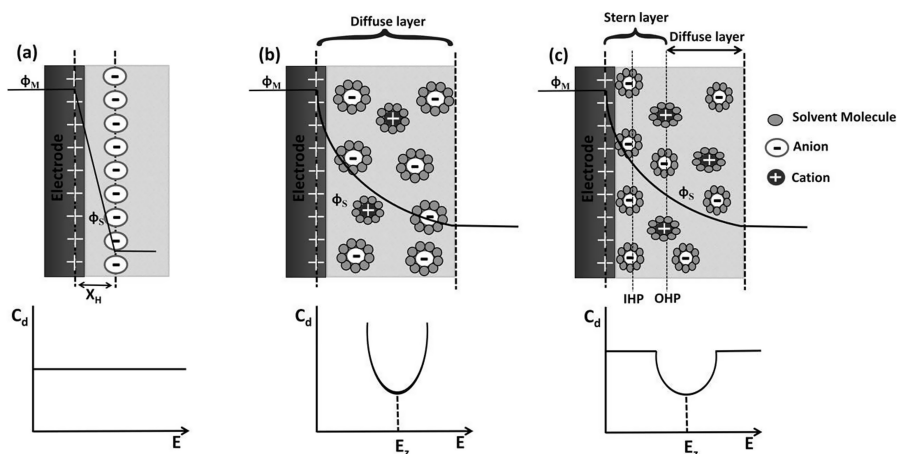 Stern layer
Diffuse layer
Diffuse layer
(a)
(b)
(c)
ϕM
ϕM
ϕM
Electrode
Electrode
Electrode
ϕS
ϕS
ϕS
Solvent Molecule
Anion
Cation
XH
IHP
OHP
Cd
Cd
Cd
E
Ez
E
Ez
E